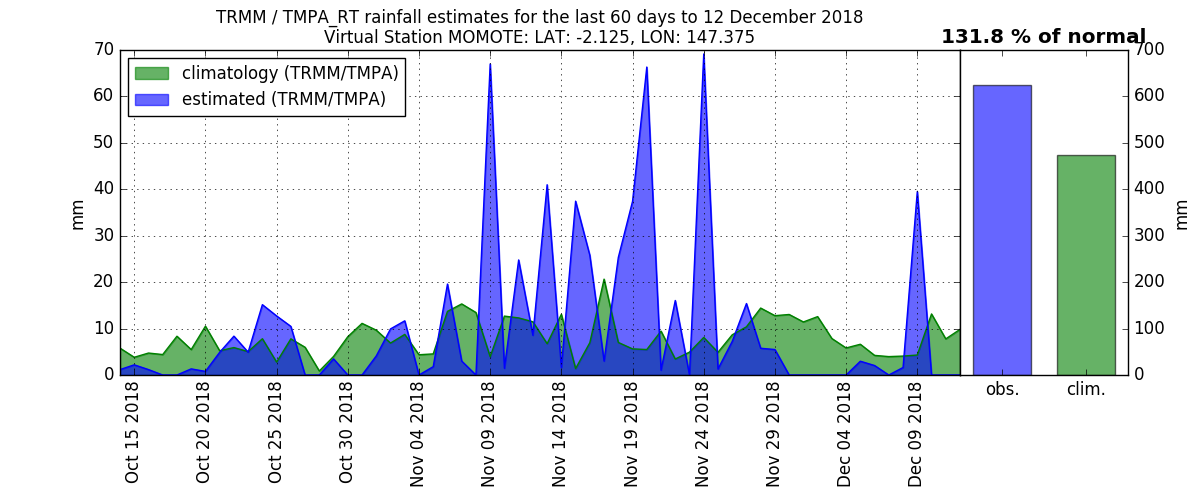 TRMM / TMPA_RT rainfall estimates for the last 60 days to 12 December 2018
Virtual Station MOMOTE: LAT: -2.125, LON: 147.375
131.8 % of normal
climatology (TRMM/TMPA)
estimated (TRMM/TMPA)
70
60
50
40
30
20
10
0
mm
Oct 15 2018
Oct 20 2018
Oct 25 2018
Oct 30 2018
Nov 04 2018
Nov 09 2018
Nov 14 2018
Nov 19 2018
Nov 24 2018
Nov 29 2018
Dec 04 2018
Dec 09 2018
obs.
clim.
700
600
500
400
300
200
100
0
mm